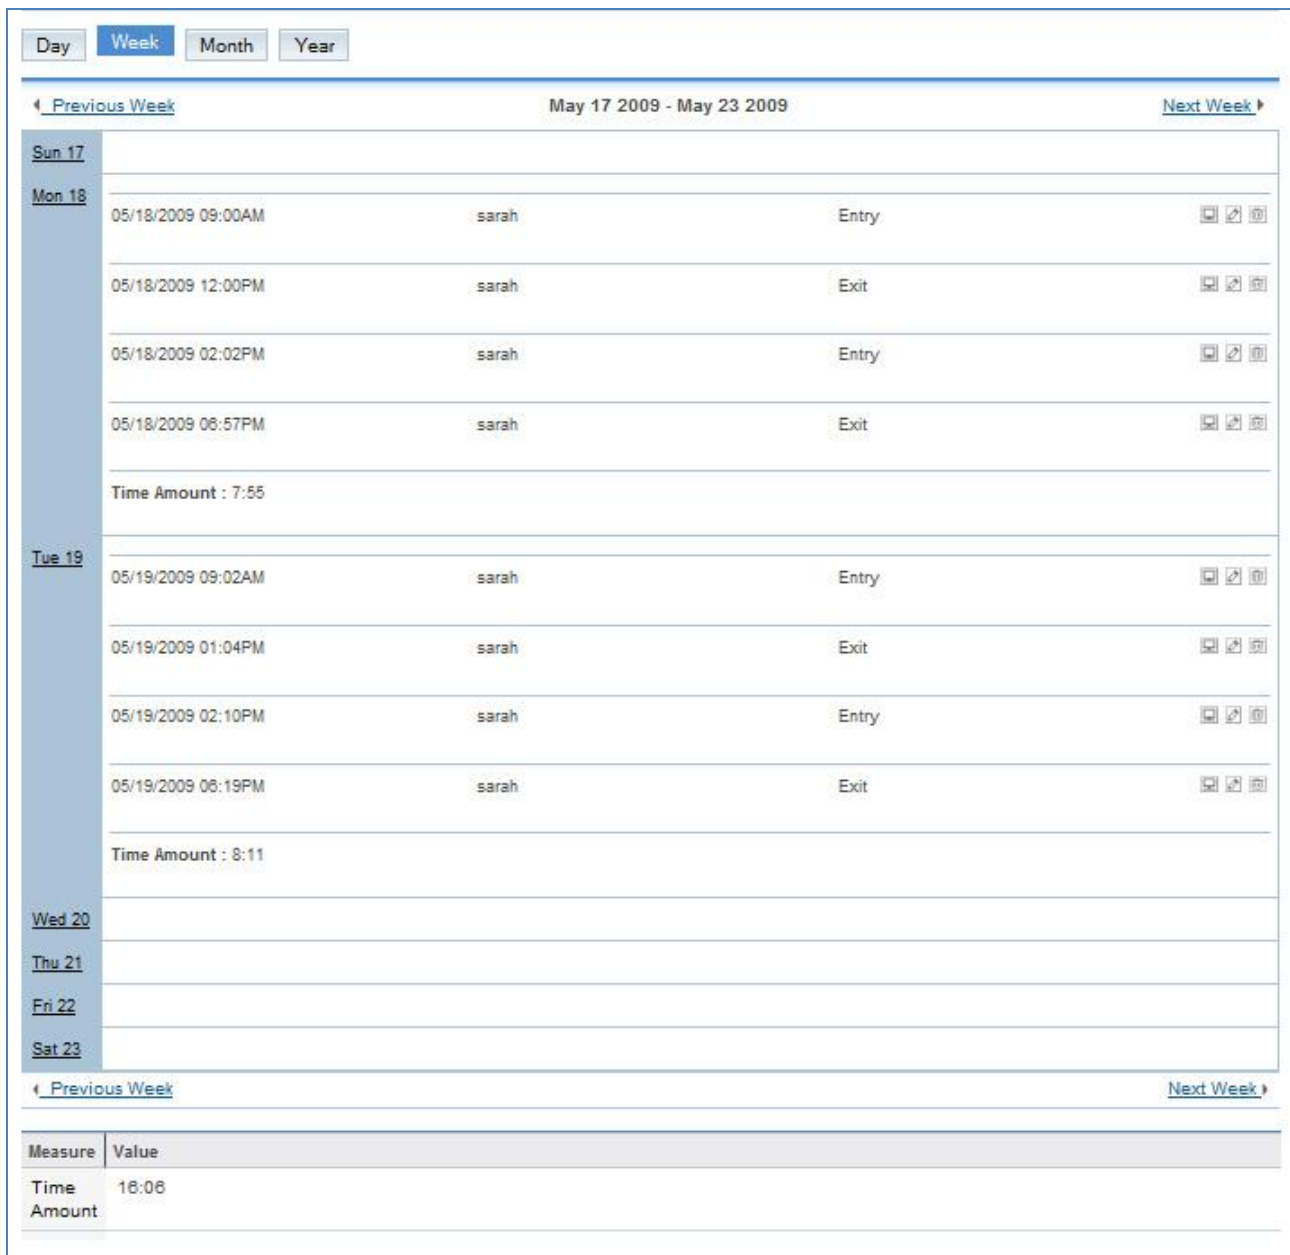 Day Week Month Year
Previous Week May 17 2009 - May 23 2009 Next Week
Sun 17
Mon 18
05/18/2009 09:00AM sarah Entry
05/18/2009 12:00PM sarah Exit
05/18/2009 02:02PM sarah Entry
05/18/2009 06:57PM sarah Exit
Time Amount : 7:55
Tue 19
05/19/2009 09:02AM sarah Entry
05/19/2009 01:04PM sarah Exit
05/19/2009 02:10PM sarah Entry
05/19/2009 06:19PM sarah Exit
Time Amount : 8:11
Wed 20
Thu 21
Fri 22
Sat 23
Previous Week Next Week
Measure Value
Time 16:06
Amount